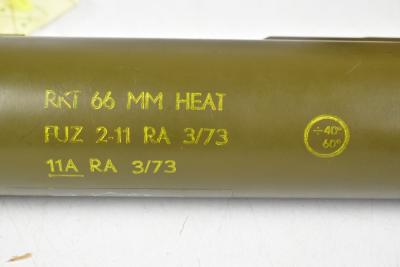 RKT 66 MM HEAT
FUZ 2-11 RA 3/73
11A RA 3/73
÷40°
60°